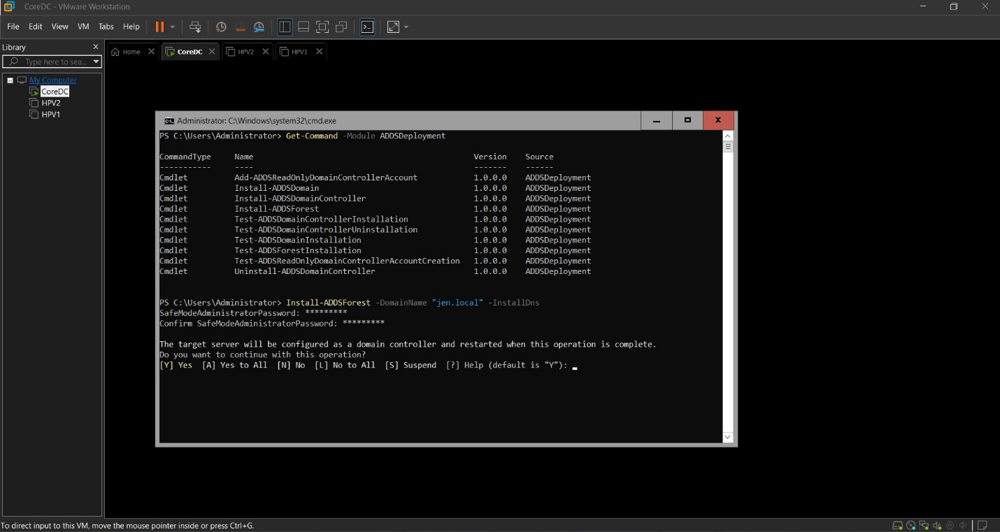 CoreDC - VMware Workstation
File Edit View VM Tabs Help
Library
Type here to sea...
Home CoreDC HPV2 HPV1
My Computer
CoreDC
HPV2
HPV1
Administrator: C:\Windows\system32\cmd.exe
PS C:\Users\Administrator> Get-Command -Module ADDSDeployment
CommandType Name Version Source
----------- ---- ------- ------
Cmdlet Add-ADDSReadOnlyDomainControllerAccount 1.0.0.0 ADDSDeployment
Cmdlet Install-ADDSDomain 1.0.0.0 ADDSDeployment
Cmdlet Install-ADDSDomainController 1.0.0.0 ADDSDeployment
Cmdlet Install-ADDSForest 1.0.0.0 ADDSDeployment
Cmdlet Test-ADDSDomainControllerInstallation 1.0.0.0 ADDSDeployment
Cmdlet Test-ADDSDomainControllerUninstallation 1.0.0.0 ADDSDeployment
Cmdlet Test-ADDSDomainInstallation 1.0.0.0 ADDSDeployment
Cmdlet Test-ADDSForestInstallation 1.0.0.0 ADDSDeployment
Cmdlet Test-ADDSReadOnlyDomainControllerAccountCreation 1.0.0.0 ADDSDeployment
Cmdlet Uninstall-ADDSDomainController 1.0.0.0 ADDSDeployment
PS C:\Users\Administrator> Install-ADDSForest -DomainName "jen.local" -InstallDns
SafeModeAdministratorPassword: *********
Confirm SafeModeAdministratorPassword: *********
The target server will be configured as a domain controller and restarted when this operation is complete.
Do you want to continue with this operation?
[Y] Yes [A] Yes to All [N] No [L] No to All [S] Suspend [?] Help (default is "Y"):
To direct input to this VM, move the mouse pointer inside or press Ctrl+G.